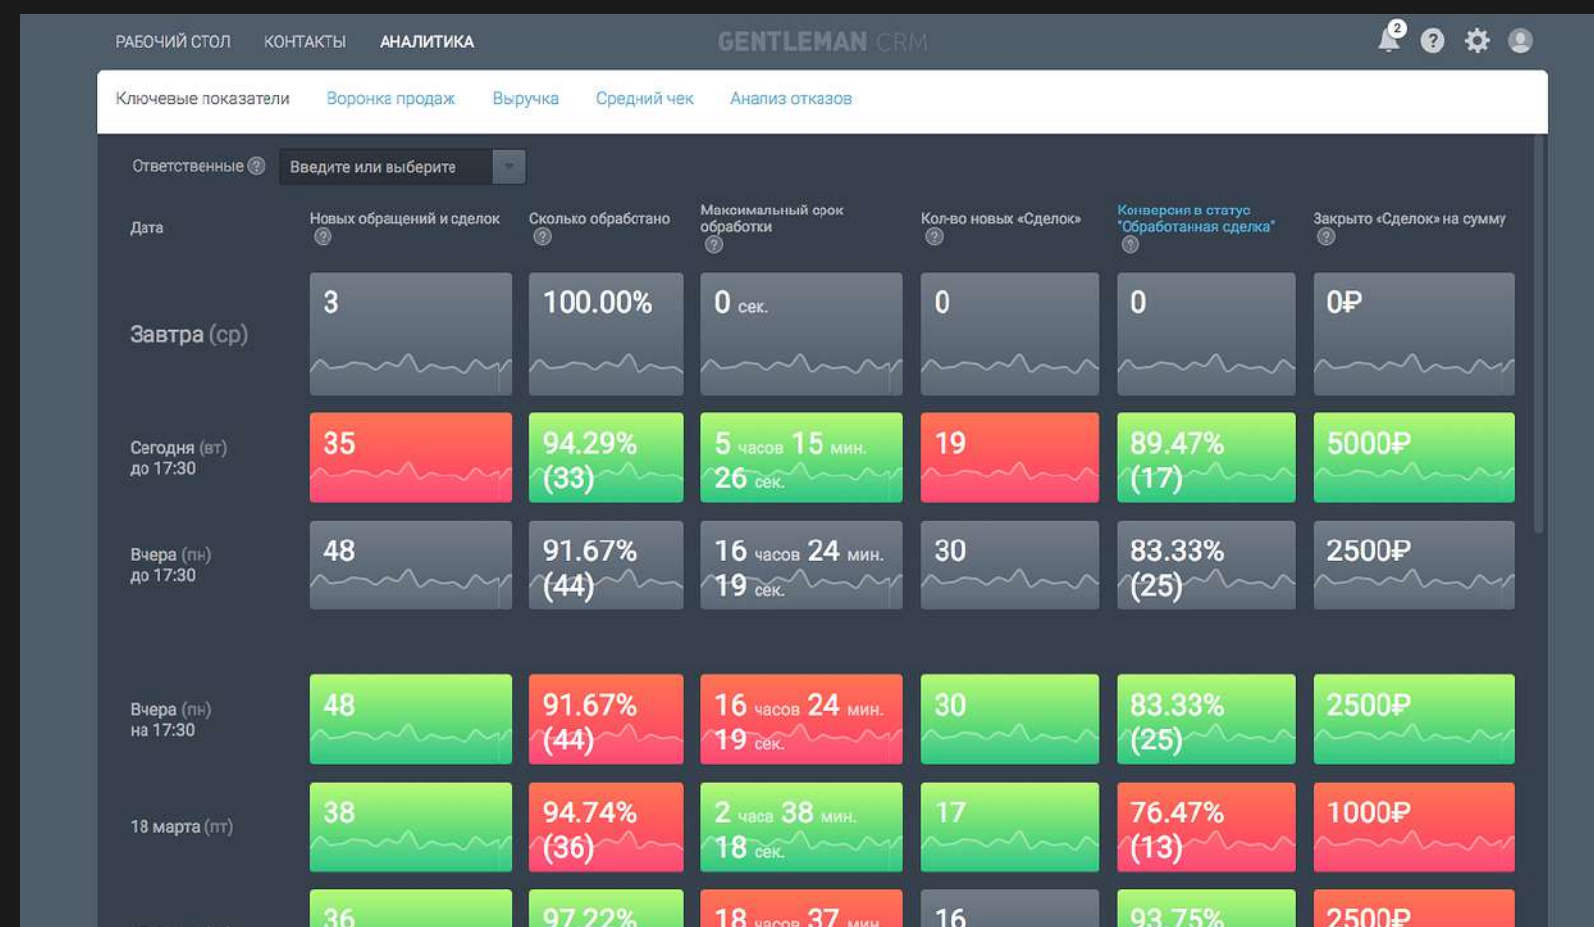 РАБОЧИЙ СТОЛ КОНТАКТЫ АНАЛИТИКА GENTLEMAN CRM 2 ?
Ключевые показатели Воронка продаж Выручка Средний чек Анализ отказов
Ответственные ? Введите или выберите
Дата
Новых обращений и сделок ?
Сколько обработано ?
Максимальный срок
обработки ?
Кол-во новых «Сделок» ?
Конверсия в статус
"Обработанная сделка" ?
Закрыто «Сделок» на сумму ?
Завтра (ср)
3
100.00%
0 сек.
0
0
0₽
Сегодня (вт)
до 17:30
35
94.29%
(33)
5 часов 15 мин.
26 сек.
19
89.47%
(17)
5000₽
Вчера (пн)
до 17:30
48
91.67%
(44)
16 часов 24 мин.
19 сек.
30
83.33%
(25)
2500₽
Вчера (пн)
на 17:30
48
91.67%
(44)
16 часов 24 мин.
19 сек.
30
83.33%
(25)
2500₽
18 марта (пт)
38
94.74%
(36)
2 часа 38 мин.
18 сек.
17
76.47%
(13)
1000₽
36
97.22%
18 часов 37 мин.
16
93.75%
2500₽